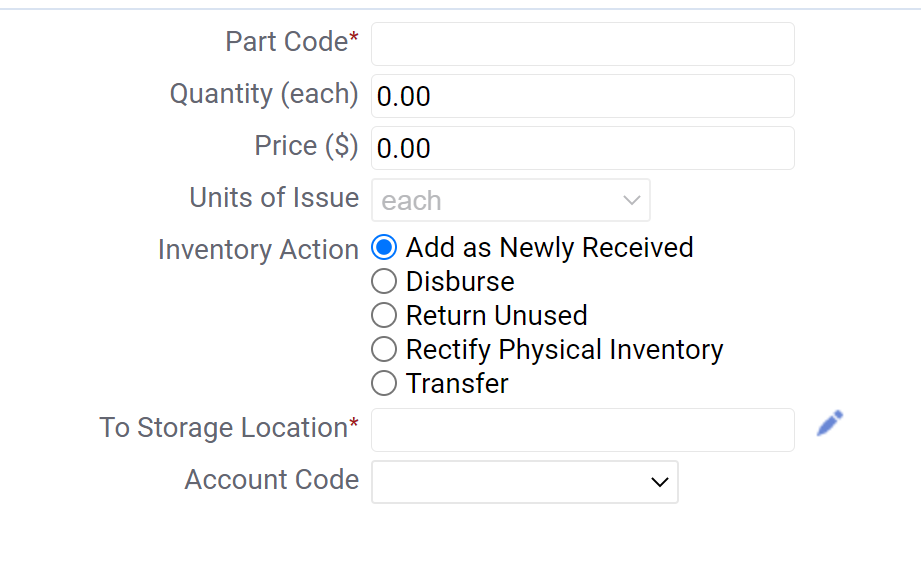 Part Code*
Quantity (each) 0.00
Price ($) 0.00
Units of Issue each
Inventory Action Add as Newly Received
Disburse
Return Unused
Rectify Physical Inventory
Transfer
To Storage Location*
Account Code